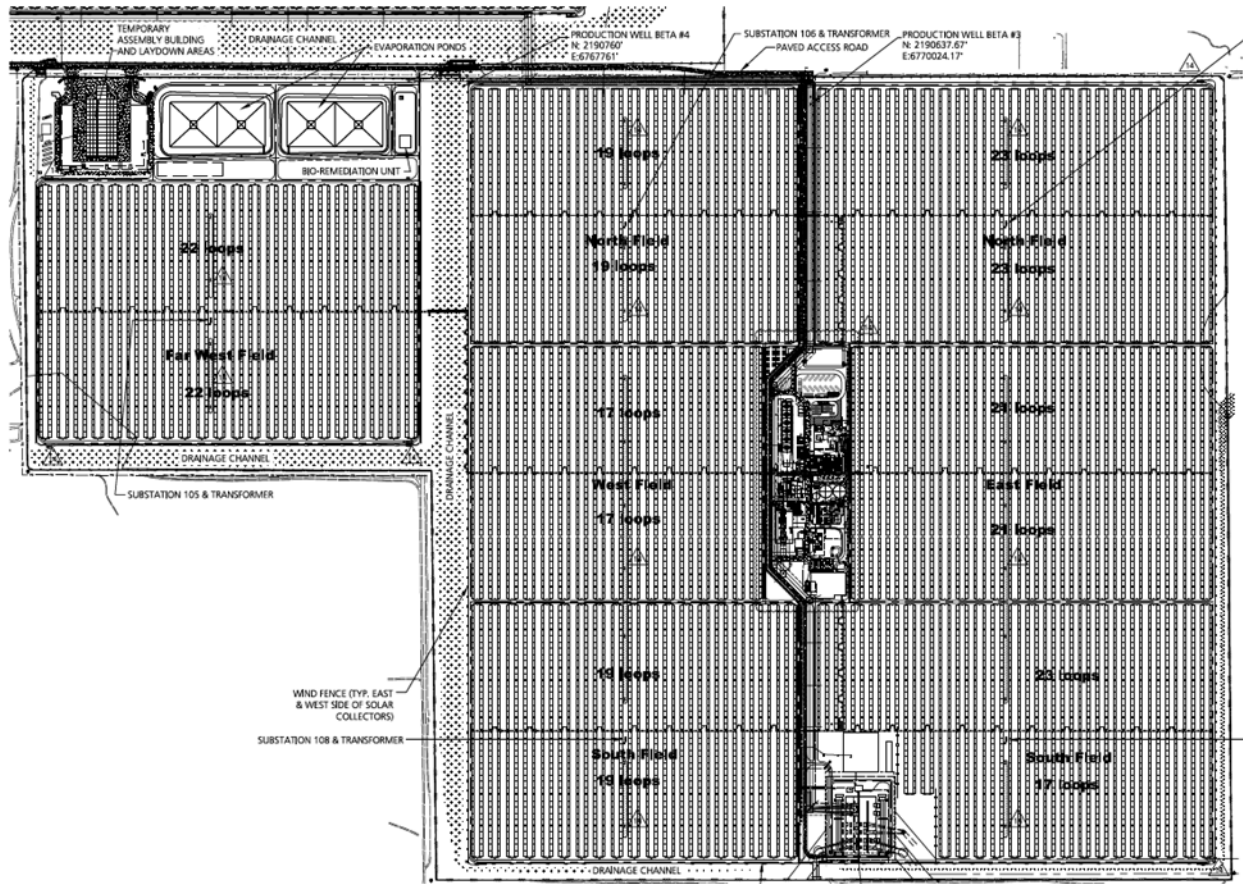 TEMPORARY
ASSEMBLY BUILDING
AND LAYDOWN AREAS
DRAINAGE CHANNEL
EVAPORATION PONDS
PRODUCTION WELL BETA #4
N: 2190760'
E:6767761'
SUBSTATION 106 & TRANSFORMER
PAVED ACCESS ROAD
PRODUCTION WELL BETA #3
N: 2190637.67'
E:6770024.17'
14
BIO-REMEDIATION UNIT
19 loops
23 loops
North Field
19 loops
North Field
23 loops
22 loops
Far West Field
22 loops
DRAINAGE CHANNEL
SUBSTATION 105 & TRANSFORMER
DRAINAGE CHANNEL
17 loops
21 loops
West Field
17 loops
East Field
21 loops
WIND FENCE (TYP. EAST
& WEST SIDE OF SOLAR
COLLECTORS)
SUBSTATION 108 & TRANSFORMER
19 loops
23 loops
South Field
19 loops
South Field
17 loops
DRAINAGE CHANNEL